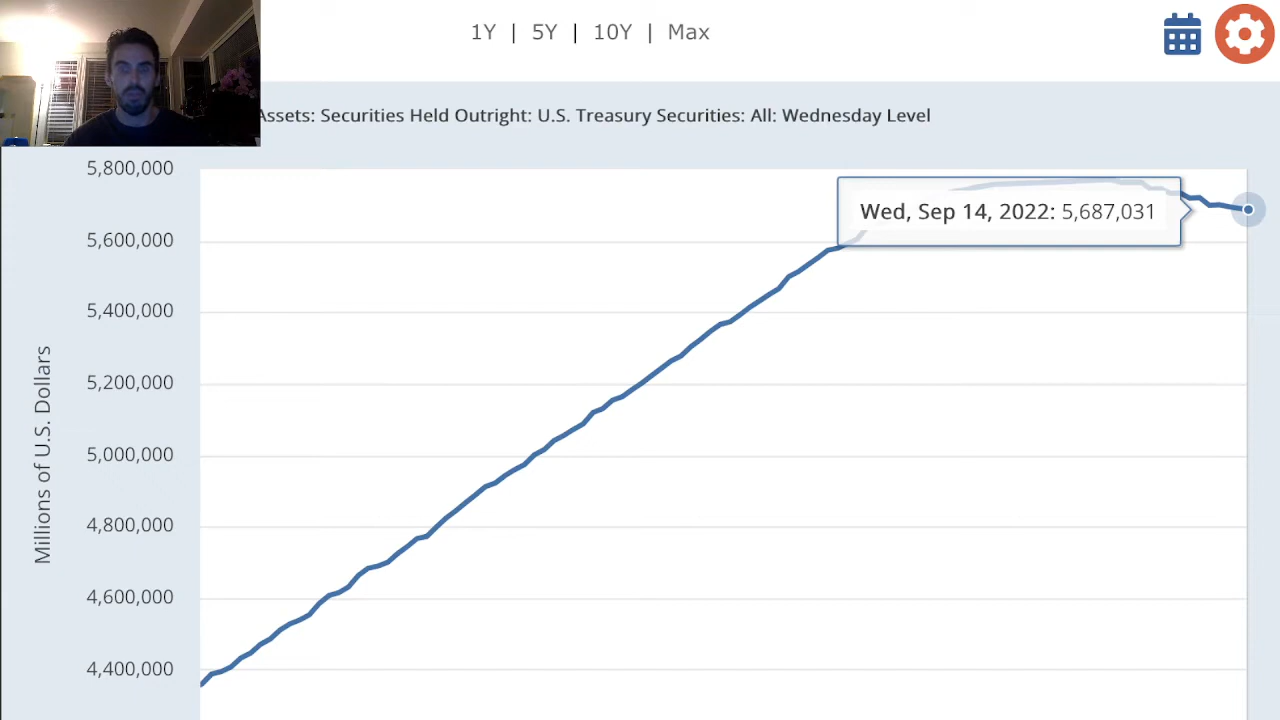 1Y | 5Y | 10Y | Max
Assets: Securities Held Outright: U.S. Treasury Securities: All: Wednesday Level
Millions of U.S. Dollars
5,800,000
5,600,000
5,400,000
5,200,000
5,000,000
4,800,000
4,600,000
4,400,000
Wed, Sep 14, 2022: 5,687,031